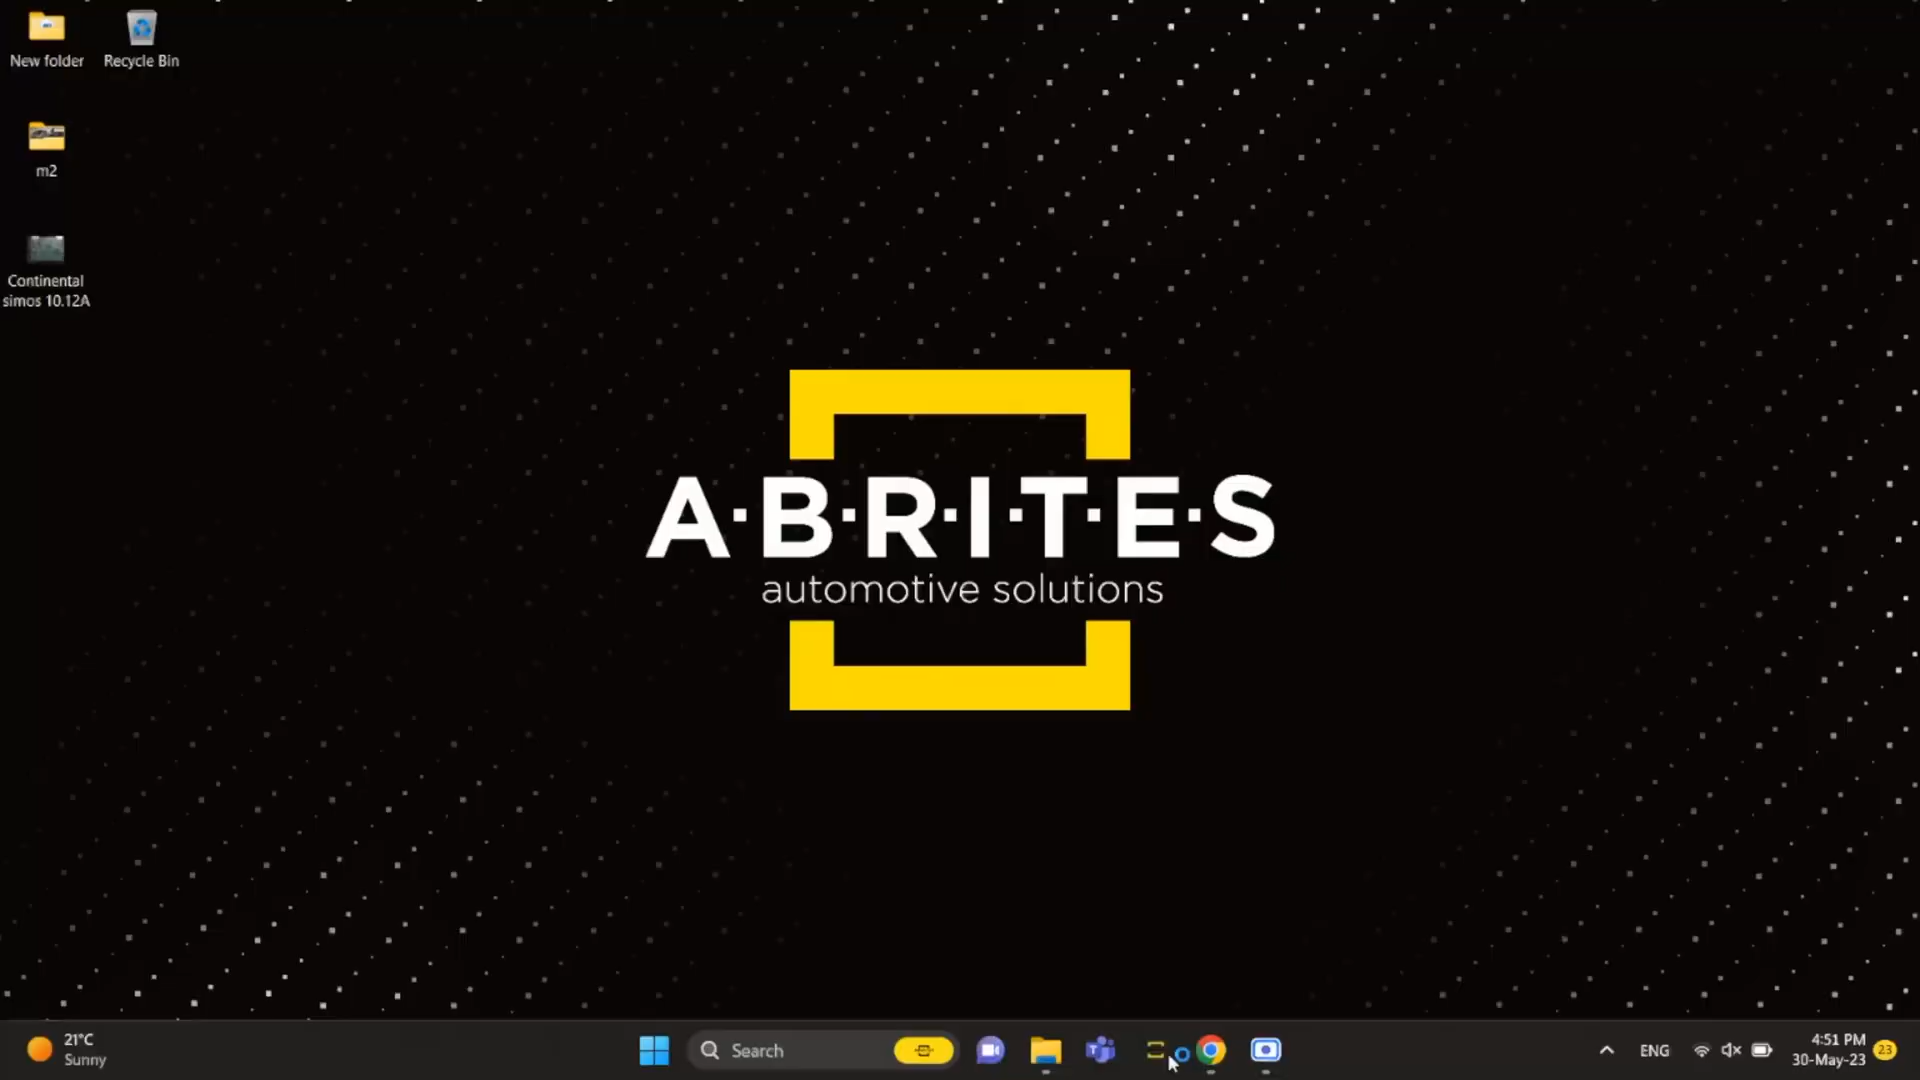 New folder
Recycle Bin
m2
Continental
simos 10.12A
A·B·R·I·T·E·S
automotive solutions
21°C
Sunny
Search
ENG
4:51 PM
30-May-23
23